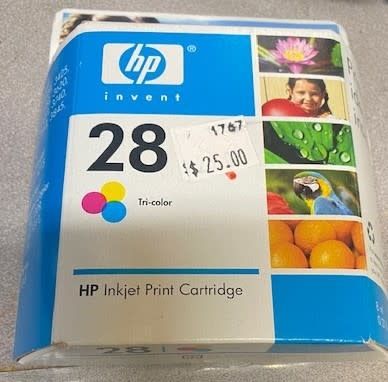 hp®
invent
28
1767
$25.00
Tri-color
HP Inkjet Print Cartridge
28